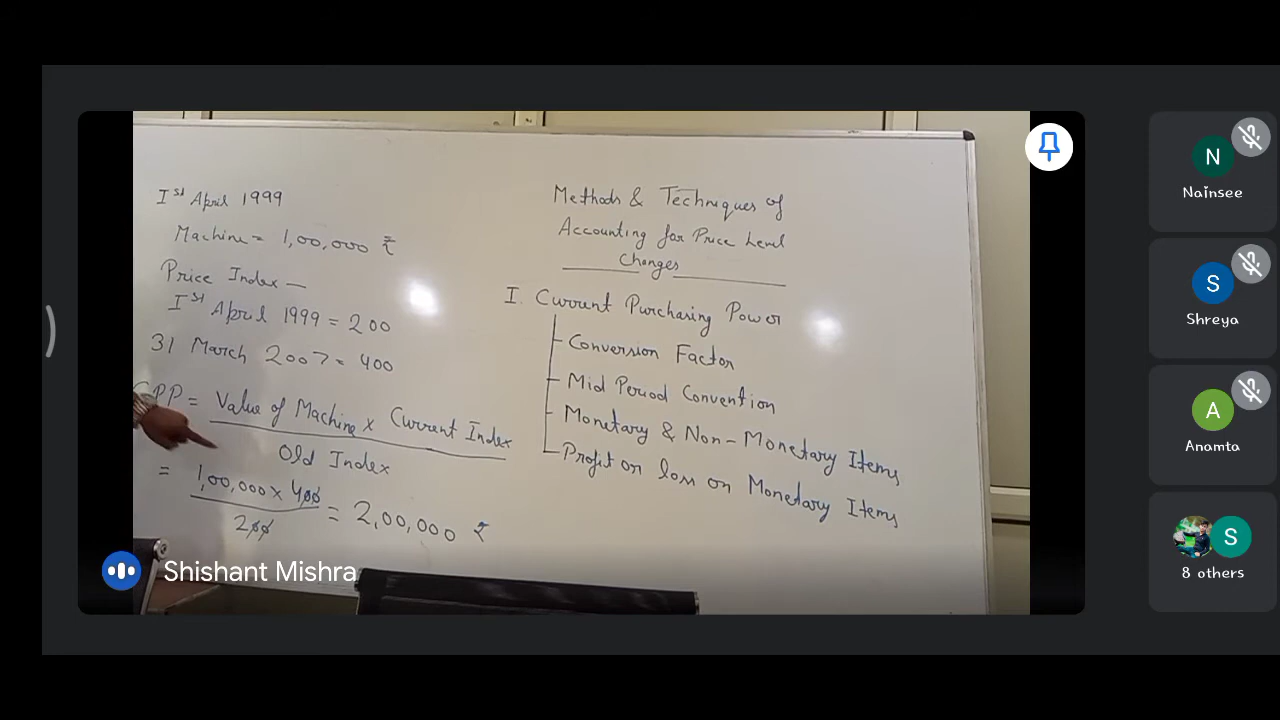 Ist April 1999
Machine = 1,00,000 ₹
Price Index —
Ist April 1999 = 200
31 March 2007 = 400
CPP = Value of Machine x Current Index
Old Index
= 1,00,000 x 400
200
= 2,00,000 ₹
Methods & Techniques of
Accounting for Price Level
Changes
I. Current Purchasing Power
Conversion Factor
Mid Period Convention
Monetary & Non-Monetary Items
Profit on loss on Monetary Items
Shishant Mishra
N
Nainsee
S
Shreya
A
Anamta
S
8 others